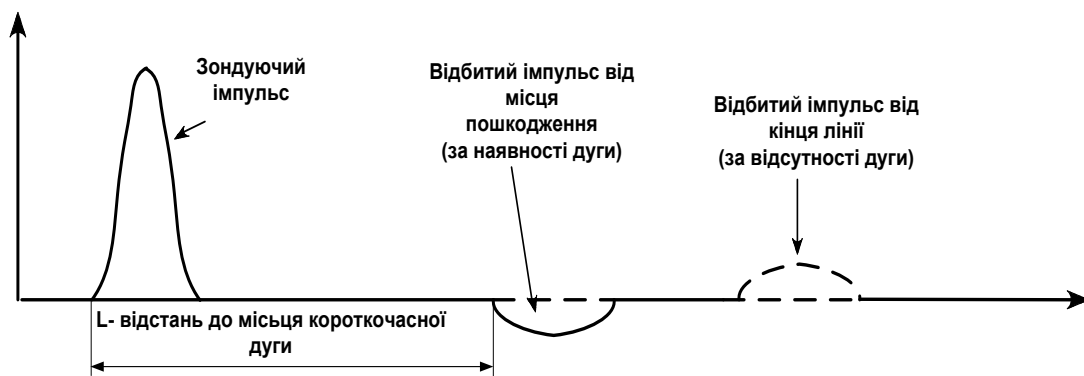 Зондуючий
імпульс
Відбитий імпульс від
місця
пошкодження
(за наявності дуги)
Відбитий імпульс від
кінця лінії
(за відсутності дуги)
L- відстань до місьця короткочасної
дуги